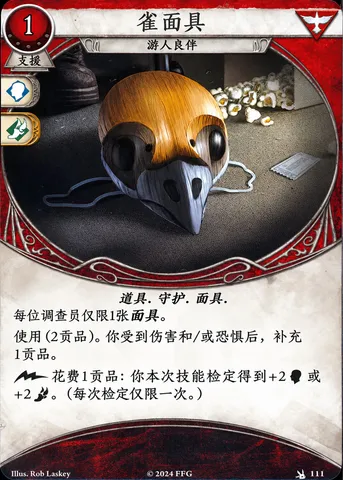 1
雀面具
游人良伴
支援
道具. 守护. 面具.
每位调查员仅限1张面具。
使用(2贡品)。你受到伤害和/或恐惧后，补充
1贡品。
花费1贡品：你本次技能检定得到+2 或
+2 。（每次检定仅限一次。）
Illus. Rob Laskey
© 2024 FFG
111